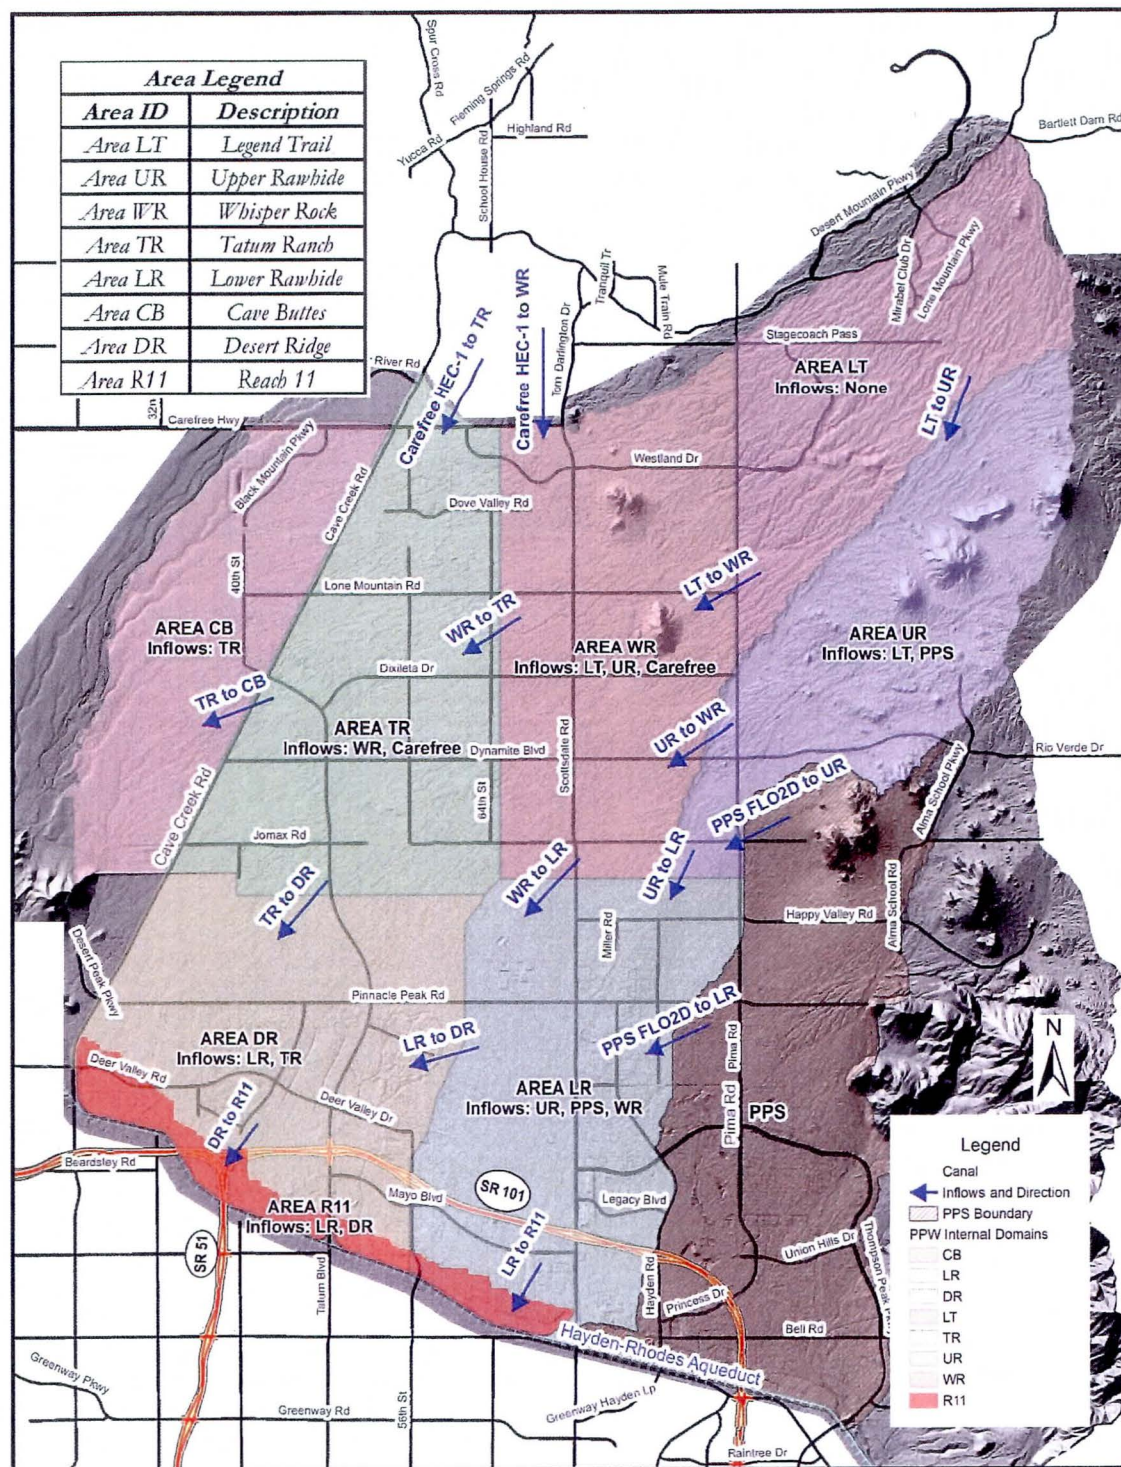 Area Legend
Area ID Description
Area LT Legend Trail
Area UR Upper Rawhide
Area WR Whisper Rock
Area TR Tatum Ranch
Area LR Lower Rawhide
Area CB Cave Buttes
Area DR Desert Ridge
Area R11 Reach 11
Spur Cross Rd
Fleming Springs Rd
Yucca Rd
Highland Rd
School House Rd
Bartlett Dam Rd
Desert Mountain Pkwy
Mirabel Club Dr
Lone Mountain Pkwy
Tranquil Tr
Mule Train Rd
Tom Darlington Dr
Stagecoach Pass
Carefree HEC-1 to TR
Carefree HEC-1 to WR
River Rd
AREA LT
Inflows: None
LT to UR
Carefree Hwy
Black Mountain Pkwy
Cave Creek Rd
Westland Dr
Dove Valley Rd
40th St
Lone Mountain Rd
LT to WR
WR to TR
AREA CB
Inflows: TR
AREA WR
Inflows: LT, UR, Carefree
AREA UR
Inflows: LT, PPS
Dixileta Dr
TR to CB
AREA TR
Inflows: WR, Carefree
Dynamite Blvd
Scottsdale Rd
64th St
UR to WR
Rio Verde Dr
Alma School Pkwy
PPS FLO2D to UR
Cave Creek Rd
Jomax Rd
TR to DR
WR to LR
UR to LR
Alma School Rd
Happy Valley Rd
Miller Rd
Desert Peak Pkwy
Pinnacle Peak Rd
LR to DR
PPS FLO2D to LR
Pima Rd
N
AREA DR
Inflows: LR, TR
Deer Valley Rd
Deer Valley Dr
AREA LR
Inflows: UR, PPS, WR
Pima Rd
PPS
DR to R11
Beardsley Rd
AREA R11
Inflows: LR, DR
Mayo Blvd
SR 101
Legacy Blvd
SR 51
Tatum Blvd
LR to R11
Hayden Rd
Princess Dr
Union Hills Dr
Bell Rd
Hayden-Rhodes Aqueduct
Greenway Pkwy
Greenway Rd
56th St
Greenway Hayden Lp
Raintree Dr
Legend
Canal
Inflows and Direction
PPS Boundary
PPW Internal Domains
CB
LR
DR
LT
TR
UR
WR
R11